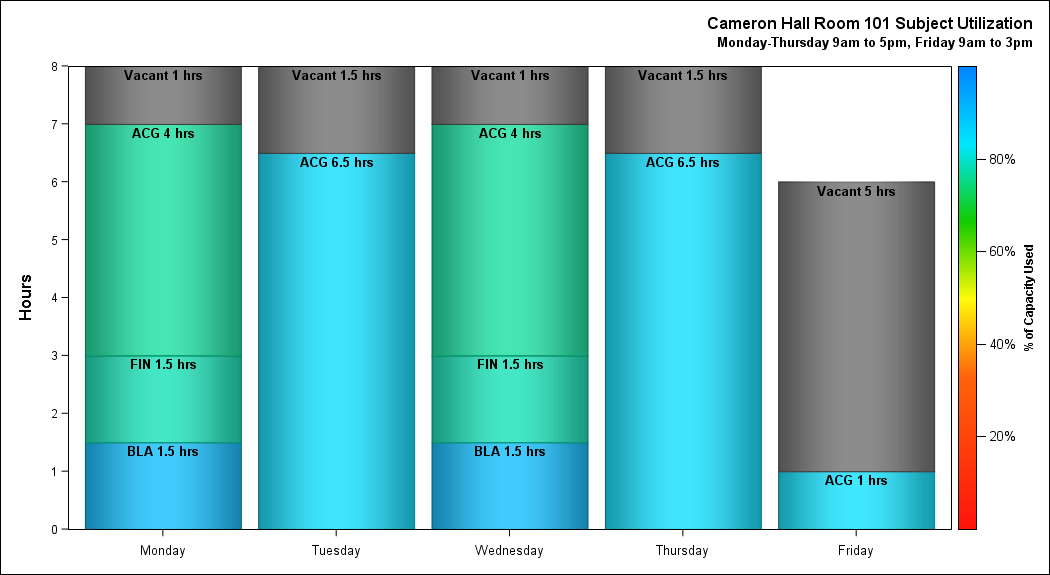 Cameron Hall Room 101 Subject Utilization
Monday-Thursday 9am to 5pm, Friday 9am to 3pm
Hours
8
7
6
5
4
3
2
1
0
Vacant 1 hrs
ACG 4 hrs
FIN 1.5 hrs
BLA 1.5 hrs
Vacant 1.5 hrs
ACG 6.5 hrs
Vacant 1 hrs
ACG 4 hrs
FIN 1.5 hrs
BLA 1.5 hrs
Vacant 1.5 hrs
ACG 6.5 hrs
Vacant 5 hrs
ACG 1 hrs
Monday
Tuesday
Wednesday
Thursday
Friday
80%
60%
40%
20%
% of Capacity Used